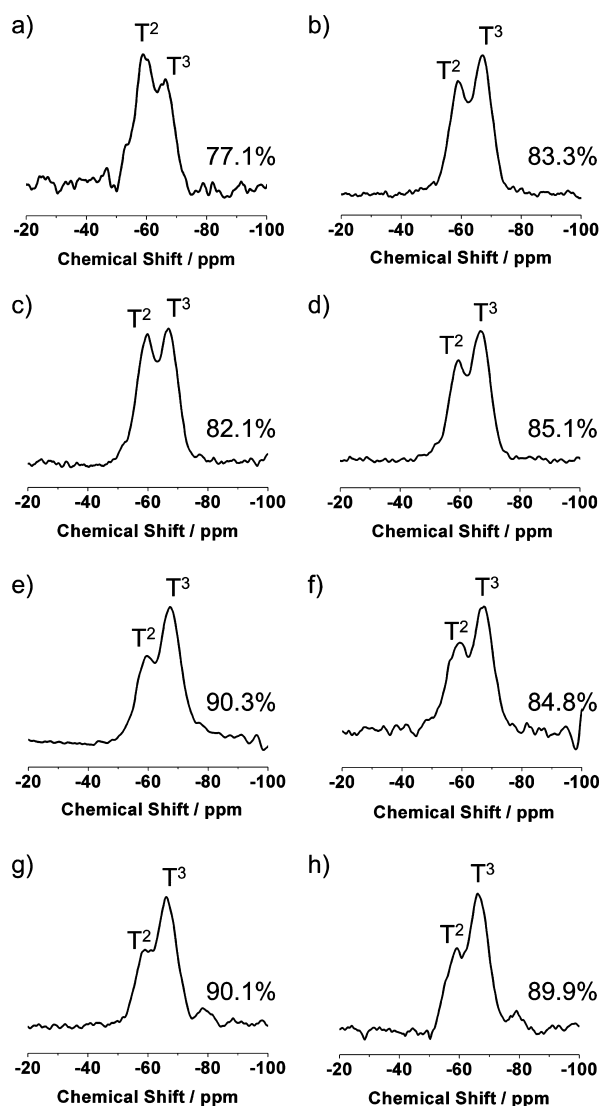 a)
T²
T³
77.1%
-20 -40 -60 -80 -100
Chemical Shift / ppm
b)
T³
T²
83.3%
-20 -40 -60 -80 -100
Chemical Shift / ppm
c)
T²
T³
82.1%
-20 -40 -60 -80 -100
Chemical Shift / ppm
d)
T³
T²
85.1%
-20 -40 -60 -80 -100
Chemical Shift / ppm
e)
T³
T²
90.3%
-20 -40 -60 -80 -100
Chemical Shift / ppm
f)
T³
T²
84.8%
-20 -40 -60 -80 -100
Chemical Shift / ppm
g)
T³
T²
90.1%
-20 -40 -60 -80 -100
Chemical Shift / ppm
h)
T³
T²
89.9%
-20 -40 -60 -80 -100
Chemical Shift / ppm